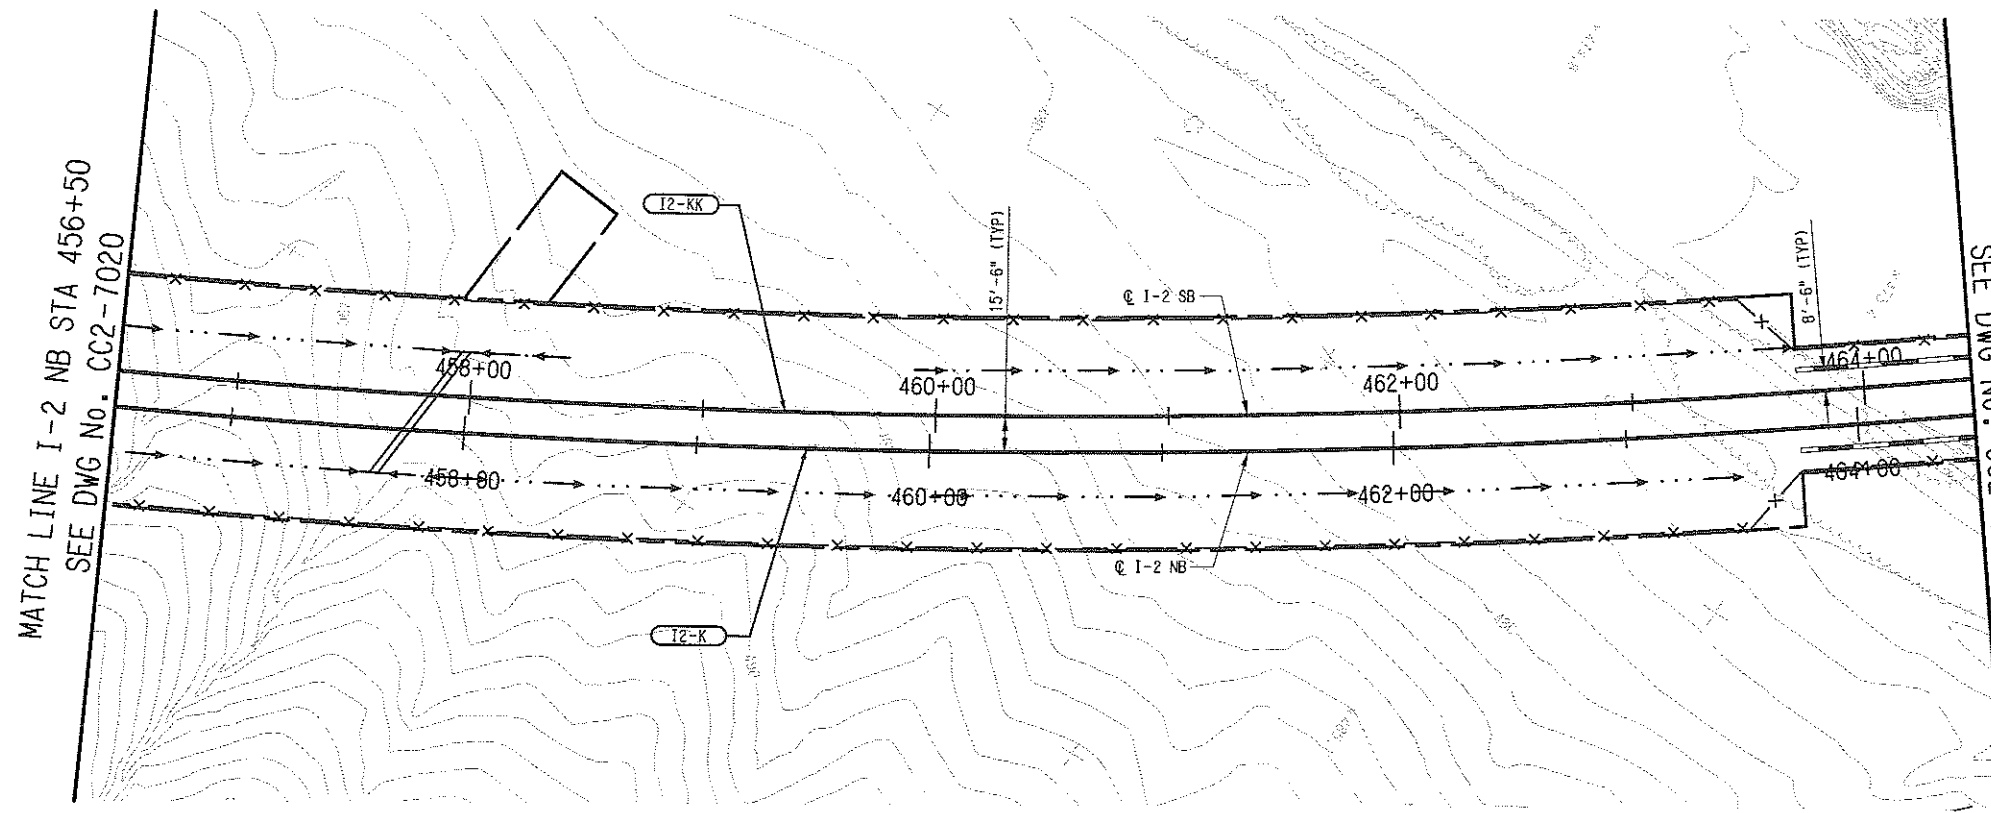 MATCH LINE I-2 NB STA 456+50
SEE DWG No. CC2-7020
I2-KK
15'-6" (TYP)
℄ I-2 SB
8'-6" (TYP)
SEE DWG No.
458+00
460+00
462+00
464+00
458+00
460+00
462+00
464+00
℄ I-2 NB
I2-K